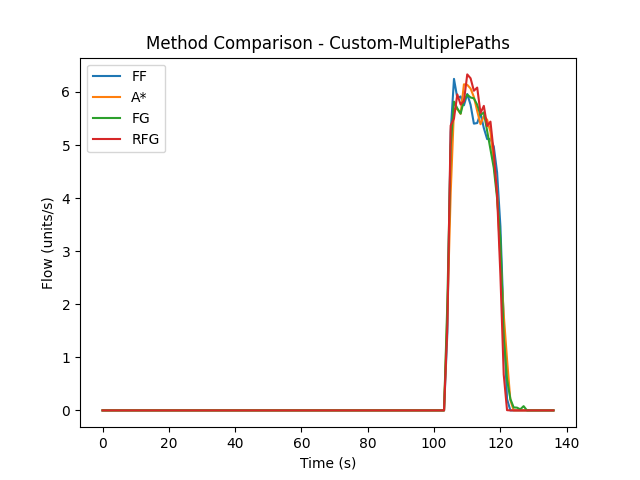 Method Comparison - Custom-MultiplePaths
FF
A*
FG
RFG
Flow (units/s)
6
5
4
3
2
1
0
0 20 40 60 80 100 120 140
Time (s)